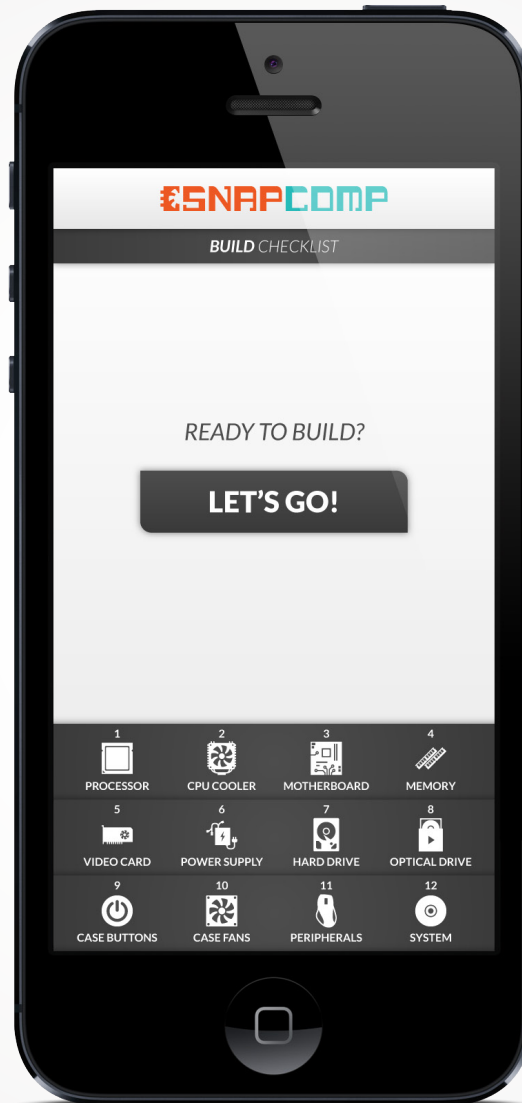 SNAPCOMP
BUILD CHECKLIST
READY TO BUILD?
LET'S GO!
1 2 3 4
PROCESSOR CPU COOLER MOTHERBOARD MEMORY
5 6 7 8
VIDEO CARD POWER SUPPLY HARD DRIVE OPTICAL DRIVE
9 10 11 12
CASE BUTTONS CASE FANS PERIPHERALS SYSTEM